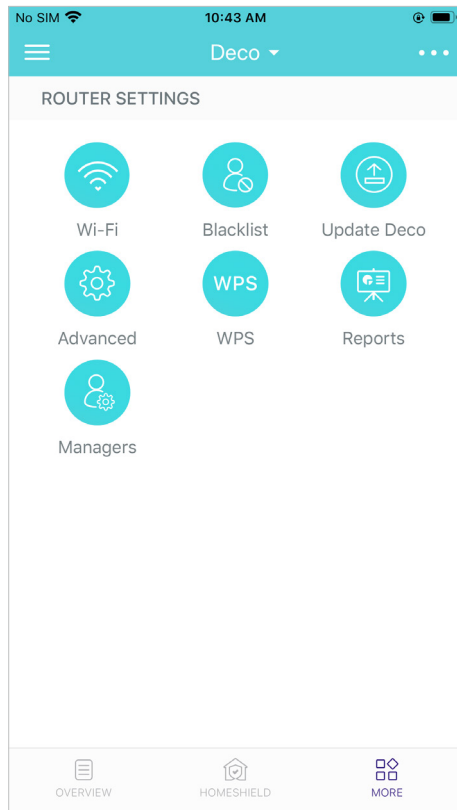 No SIM 10:43 AM
Deco
ROUTER SETTINGS
Wi-Fi Blacklist Update Deco
WPS
Advanced WPS Reports
Managers
OVERVIEW HOMESHIELD MORE